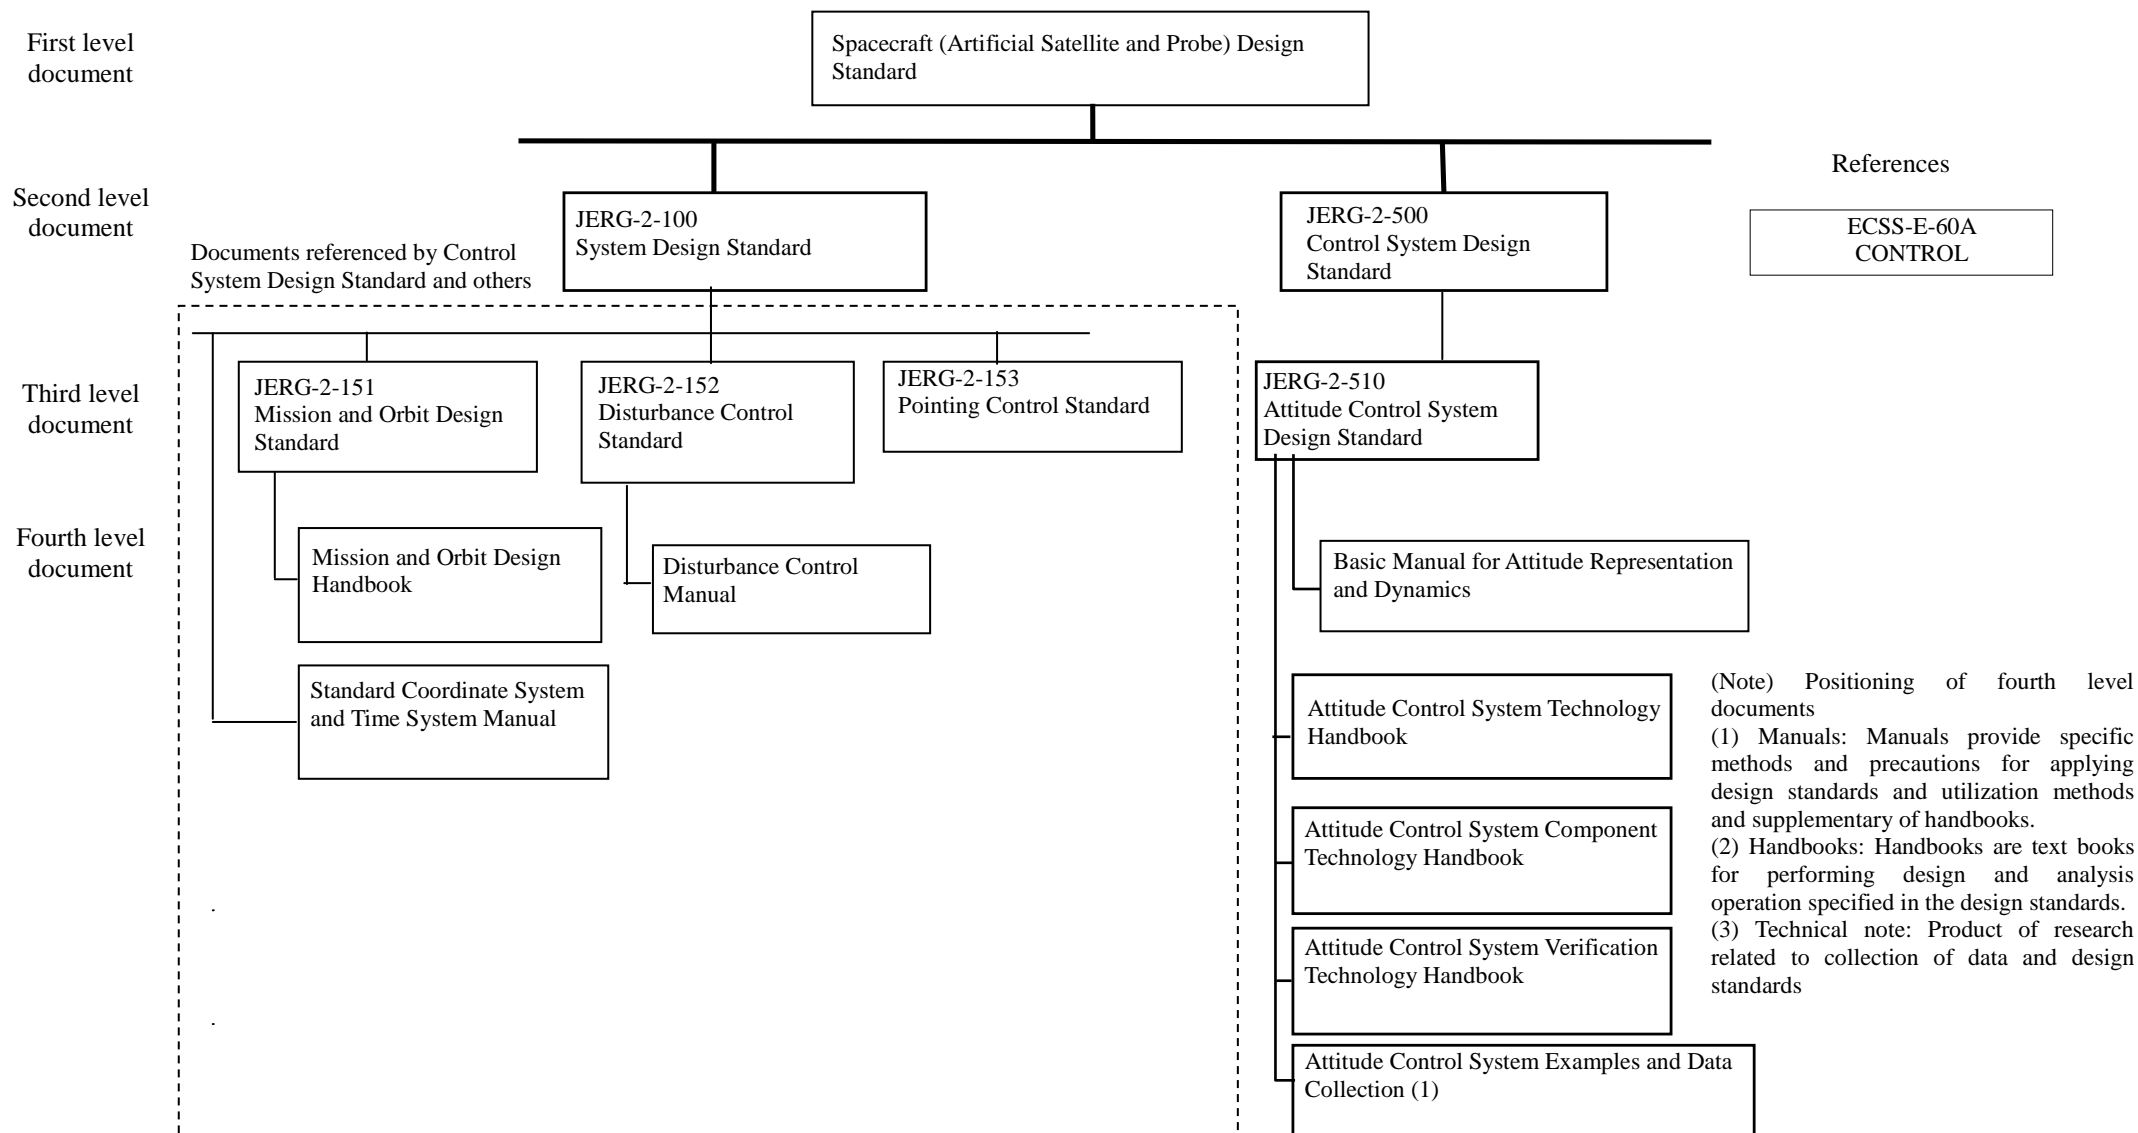 First level
document
Spacecraft (Artificial Satellite and Probe) Design
Standard
References
Second level
document
JERG-2-100
System Design Standard
JERG-2-500
Control System Design
Standard
ECSS-E-60A
CONTROL
Documents referenced by Control
System Design Standard and others
Third level
document
JERG-2-151
Mission and Orbit Design
Standard
JERG-2-152
Disturbance Control
Standard
JERG-2-153
Pointing Control Standard
JERG-2-510
Attitude Control System
Design Standard
Fourth level
document
Mission and Orbit Design
Handbook
Disturbance Control
Manual
Basic Manual for Attitude Representation
and Dynamics
Standard Coordinate System
and Time System Manual
Attitude Control System Technology
Handbook
Attitude Control System Component
Technology Handbook
Attitude Control System Verification
Technology Handbook
Attitude Control System Examples and Data
Collection (1)
(Note) Positioning of fourth level
documents
(1) Manuals: Manuals provide specific
methods and precautions for applying
design standards and utilization methods
and supplementary of handbooks.
(2) Handbooks: Handbooks are text books
for performing design and analysis
operation specified in the design standards.
(3) Technical note: Product of research
related to collection of data and design
standards